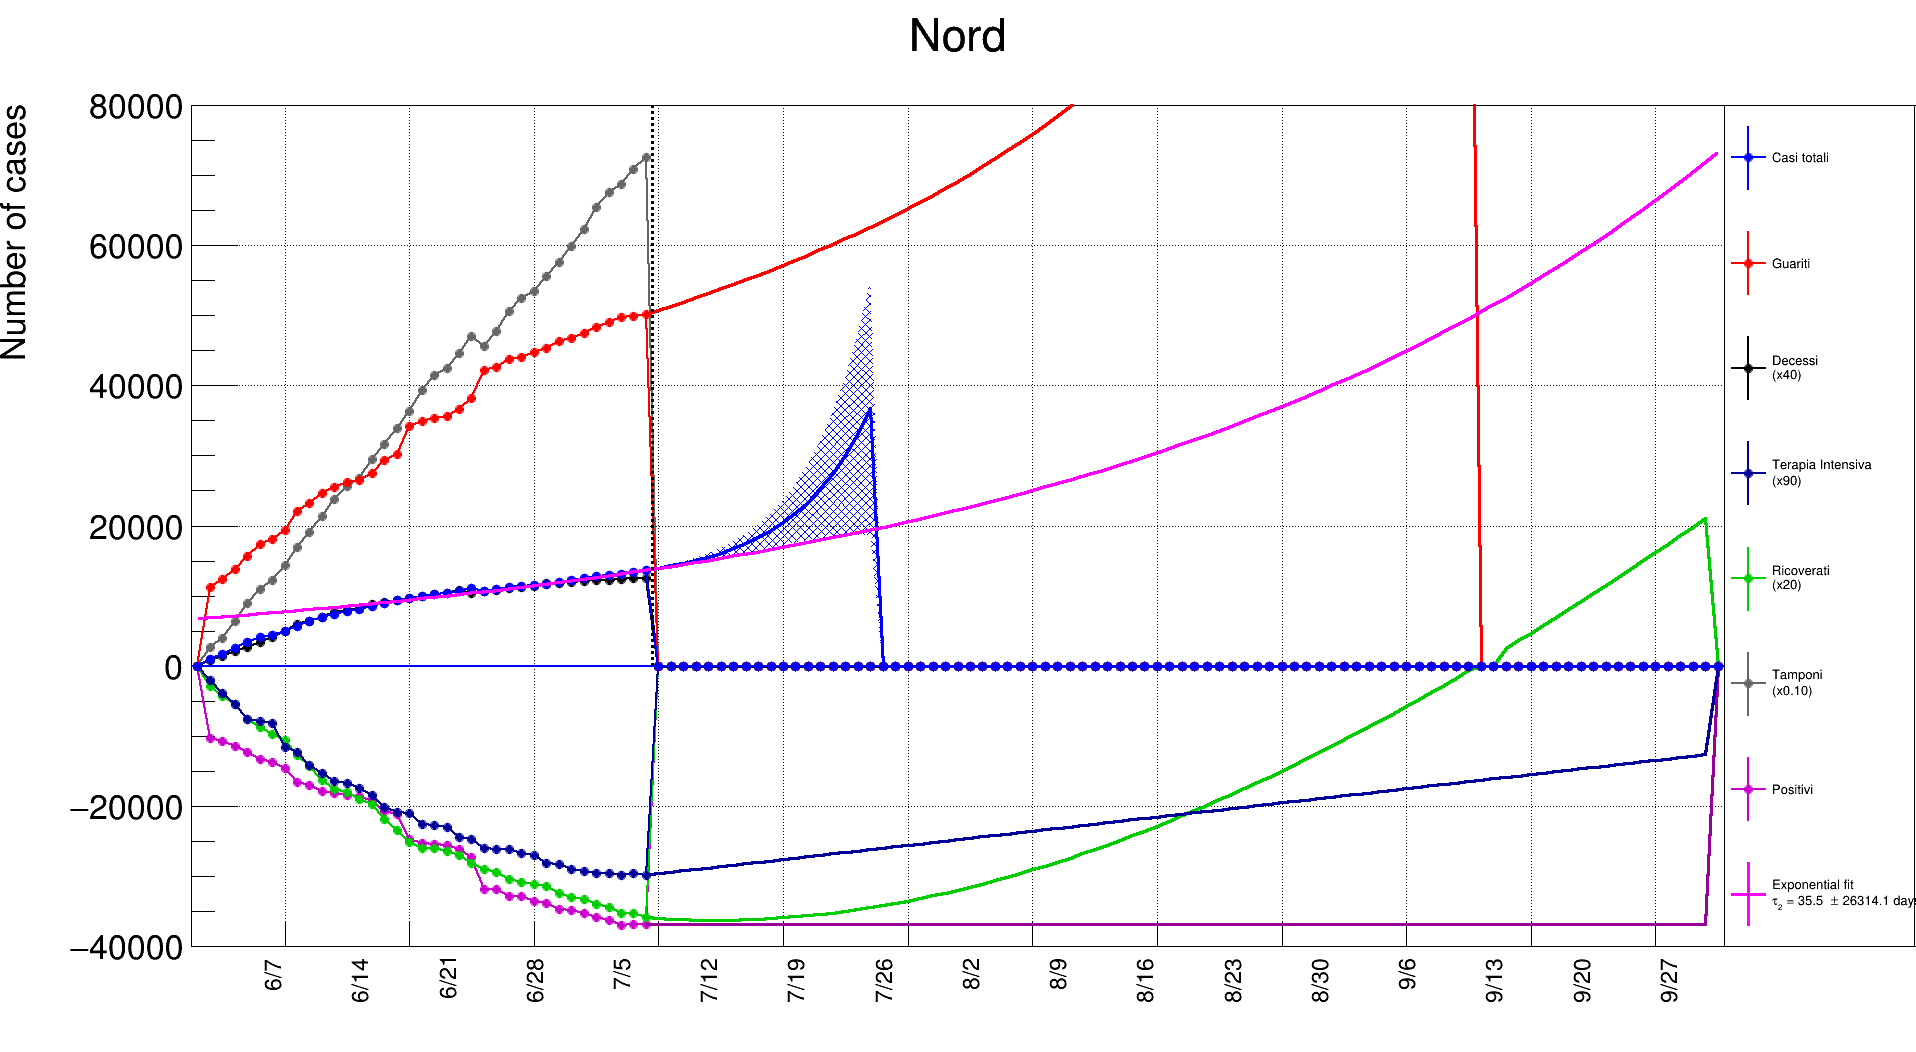 Nord
Number of cases
80000
60000
40000
20000
0
−20000
−40000
6/7
6/14
6/21
6/28
7/5
7/12
7/19
7/26
8/2
8/9
8/16
8/23
8/30
9/6
9/13
9/20
9/27
Casi totali
Guariti
Decessi
(x40)
Terapia Intensiva
(x90)
Ricoverati
(x20)
Tamponi
(x0.10)
Positivi
Exponential fit
τ₂ = 35.5 ± 26314.1 days